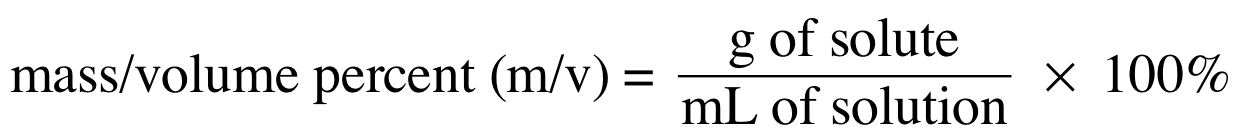 mass/volume percent (m/v) = g of solute / mL of solution × 100%